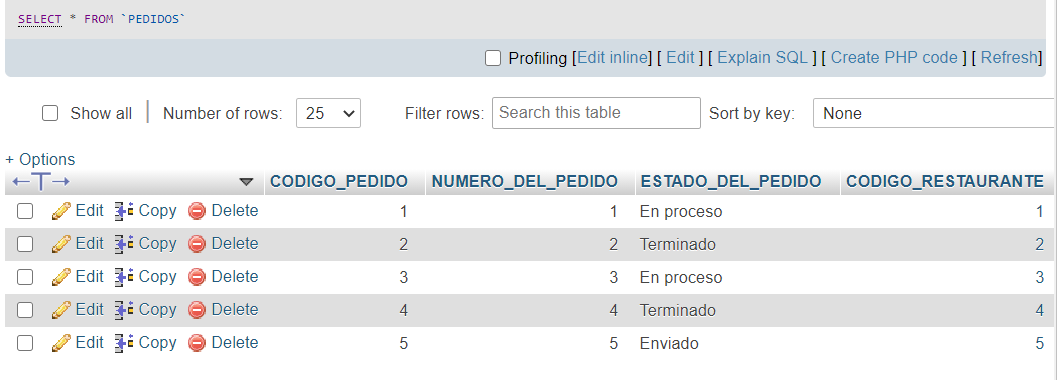 SELECT * FROM `PEDIDOS`
Profiling [Edit inline] [ Edit ] [ Explain SQL ] [ Create PHP code ] [ Refresh]
Show all | Number of rows: 25 Filter rows: Search this table Sort by key: None
+ Options
←T→ CODIGO_PEDIDO NUMERO_DEL_PEDIDO ESTADO_DEL_PEDIDO CODIGO_RESTAURANTE
Edit Copy Delete 1 1 En proceso 1
Edit Copy Delete 2 2 Terminado 2
Edit Copy Delete 3 3 En proceso 3
Edit Copy Delete 4 4 Terminado 4
Edit Copy Delete 5 5 Enviado 5